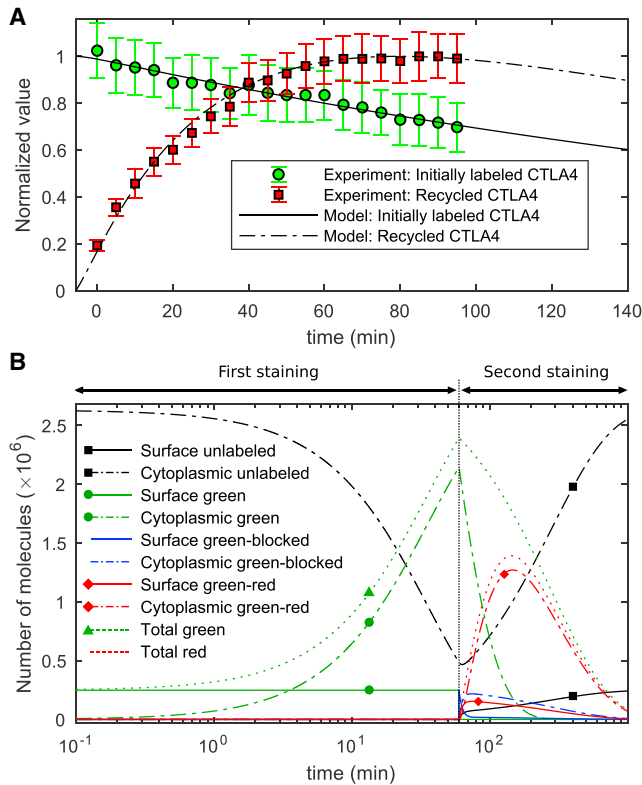 A
Normalized value
1
0.8
0.6
0.4
0.2
0
Experiment: Initially labeled CTLA4
Experiment: Recycled CTLA4
Model: Initially labeled CTLA4
Model: Recycled CTLA4
0 20 40 60 80 100 120 140
time (min)
B
First staining Second staining
Number of molecules (×10⁶)
2.5
2
1.5
1
0.5
0
Surface unlabeled
Cytoplasmic unlabeled
Surface green
Cytoplasmic green
Surface green-blocked
Cytoplasmic green-blocked
Surface green-red
Cytoplasmic green-red
Total green
Total red
10⁻¹ 10⁰ 10¹ 10²
time (min)